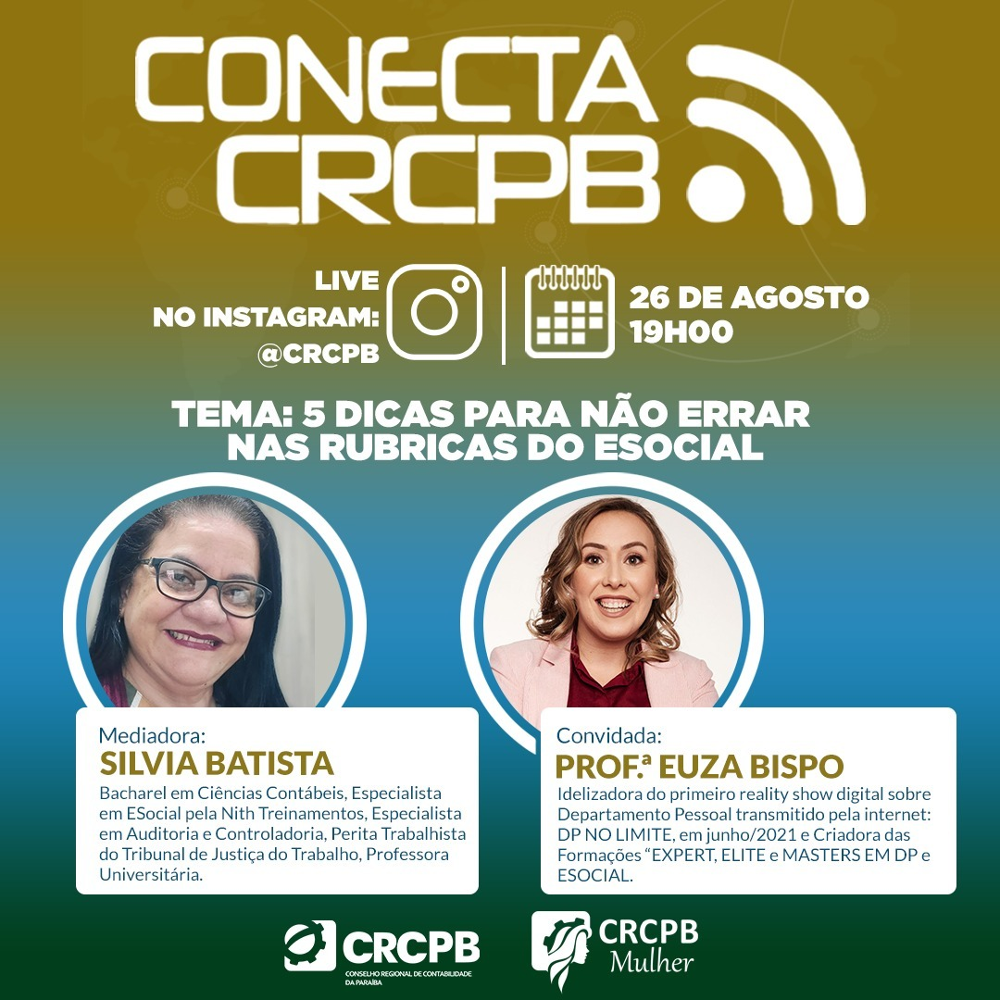 CONECTA
CRCPB
LIVE
NO INSTAGRAM:
@CRCPB
26 DE AGOSTO
19H00
TEMA: 5 DICAS PARA NÃO ERRAR
NAS RUBRICAS DO ESOCIAL
Mediadora:
SILVIA BATISTA
Bacharel em Ciências Contábeis, Especialista
em ESocial pela Nith Treinamentos, Especialista
em Auditoria e Controladoria, Perita Trabalhista
do Tribunal de Justiça do Trabalho, Professora
Universitária.
Convidada:
PROF.ª EUZA BISPO
Idelizadora do primeiro reality show digital sobre
Departamento Pessoal transmitido pela internet:
DP NO LIMITE, em junho/2021 e Criadora das
Formações “EXPERT, ELITE e MASTERS EM DP e
ESOCIAL.
CRCPB
CONSELHO REGIONAL DE CONTABILIDADE
DA PARAÍBA
CRCPB
Mulher